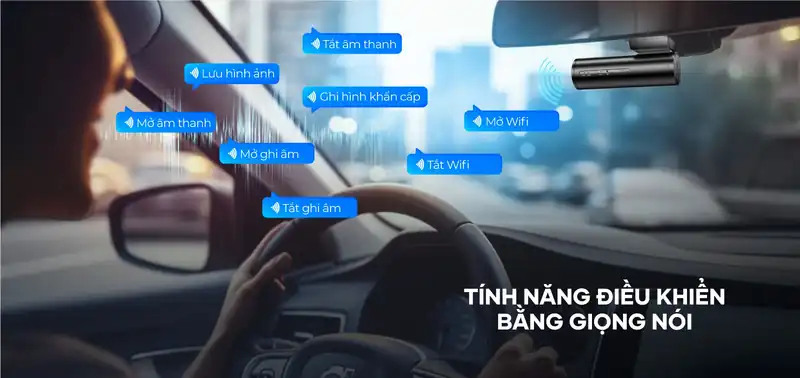 Tắt âm thanh
Lưu hình ảnh
Ghi hình khẩn cấp
Mở âm thanh
Mở Wifi
Mở ghi âm
Tắt Wifi
Tắt ghi âm
TÍNH NĂNG ĐIỀU KHIỂN
BẰNG GIỌNG NÓI